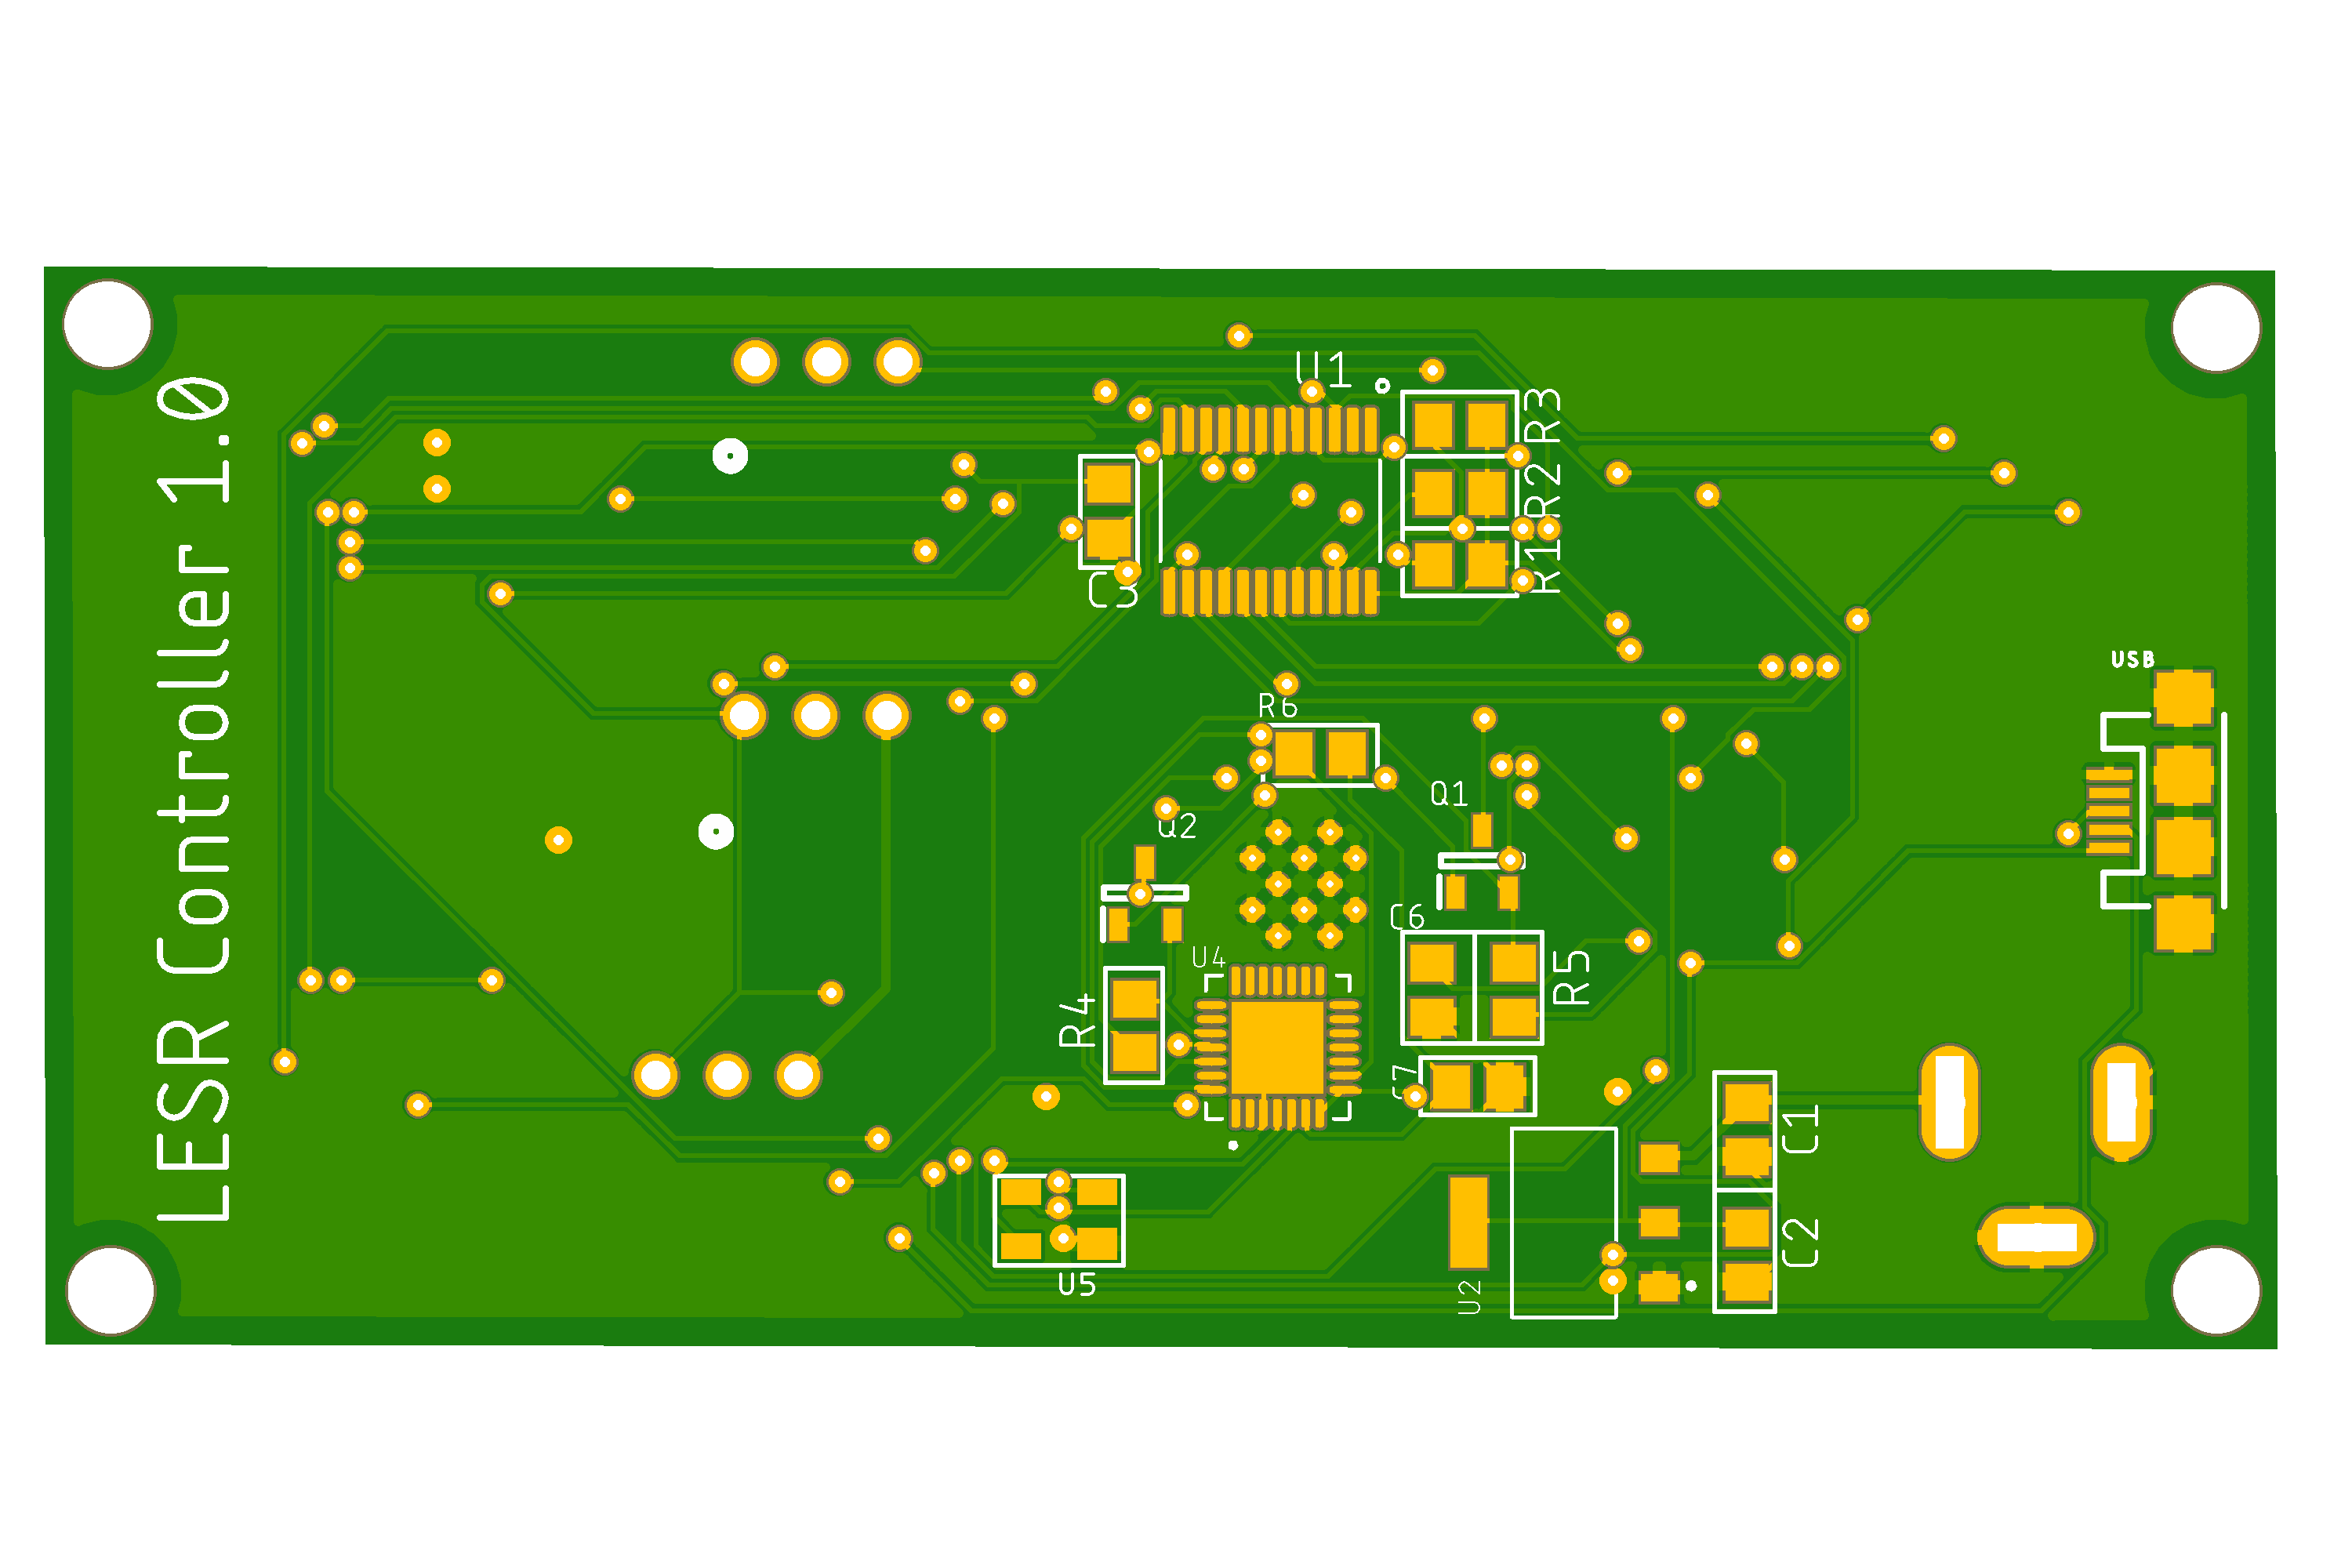 LESR Controller 1.0
U1
R3
R2
R1
C3
USB
R6
Q1
Q2
C6
U4
R5
R4
C7
C1
C2
U5
U2